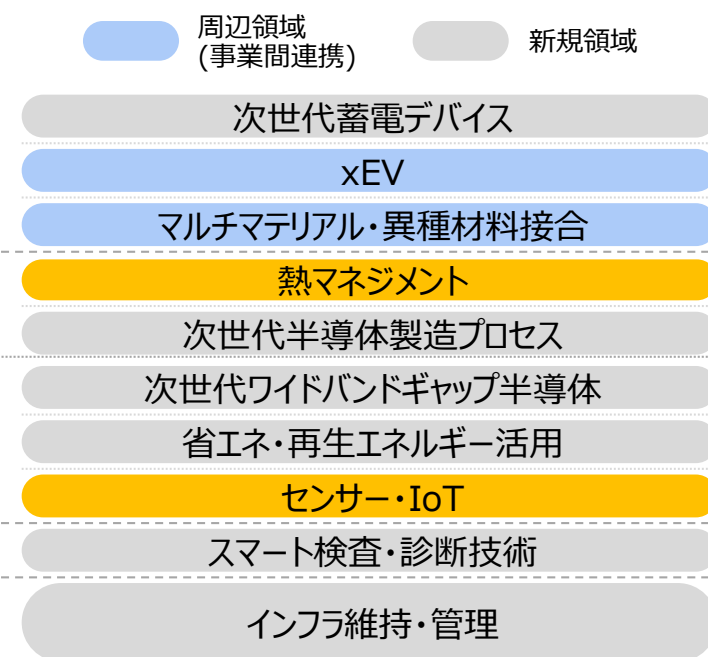 周辺領域
(事業間連携)
新規領域
次世代蓄電デバイス
xEV
マルチマテリアル・異種材料接合
熱マネジメント
次世代半導体製造プロセス
次世代ワイドバンドギャップ半導体
省エネ・再生エネルギー活用
センサー・IoT
スマート検査・診断技術
インフラ維持・管理